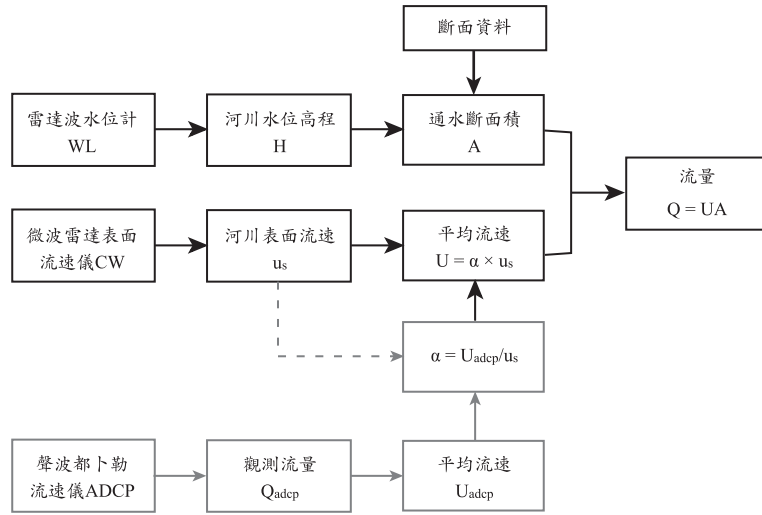 斷面資料
雷達波水位計
WL
河川水位高程
H
通水斷面積
A
流量
Q = UA
微波雷達表面
流速儀CW
河川表面流速
us
平均流速
U = α × us
α = Uadcp/us
聲波都卜勒
流速儀ADCP
觀測流量
Qadcp
平均流速
Uadcp